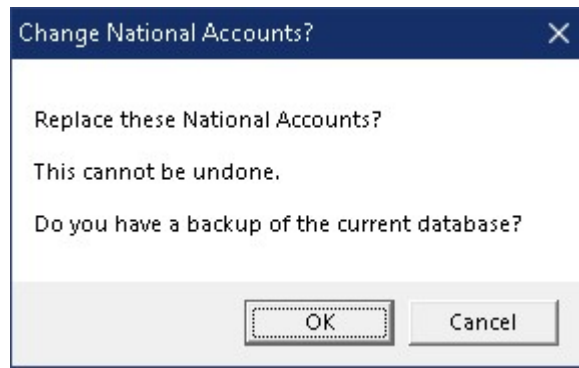 Change National Accounts?
Replace these National Accounts?
This cannot be undone.
Do you have a backup of the current database?
OK Cancel